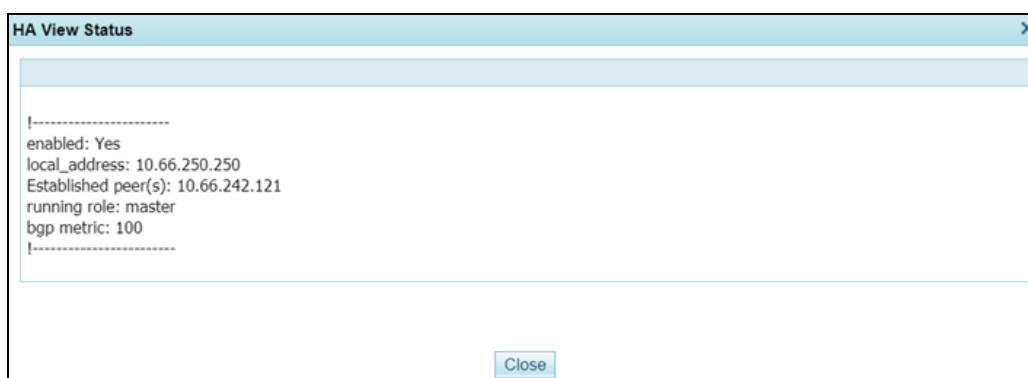 HA View Status
!-----------------------
enabled: Yes
local_address: 10.66.250.250
Established peer(s): 10.66.242.121
running role: master
bgp metric: 100
!------------------------
Close